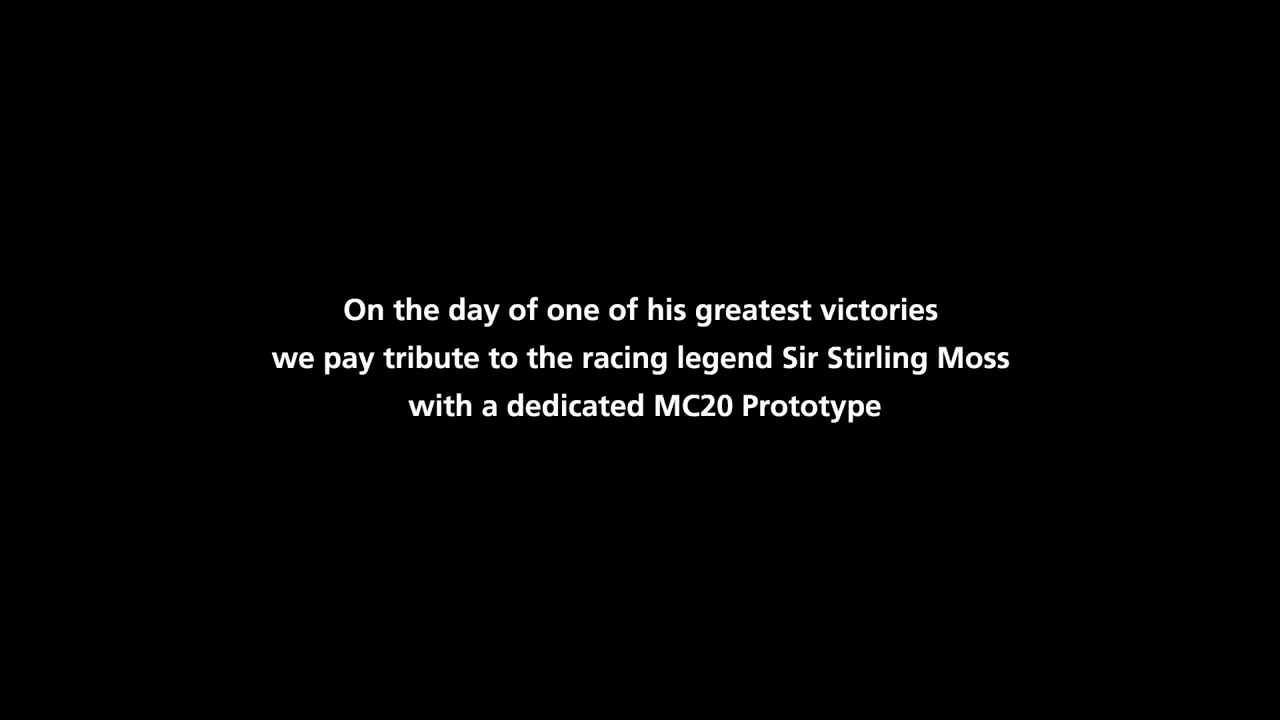 On the day of one of his greatest victories
we pay tribute to the racing legend Sir Stirling Moss
with a dedicated MC20 Prototype